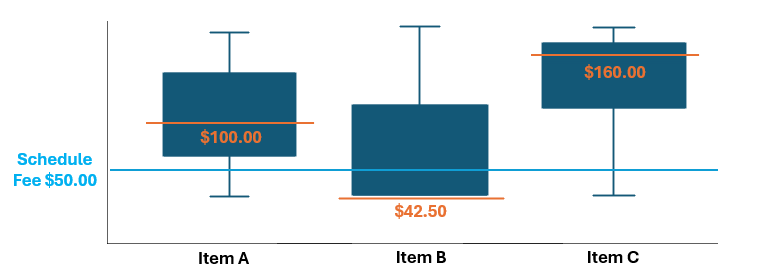 $160.00
$100.00
Schedule
Fee $50.00
$42.50
Item A
Item B
Item C